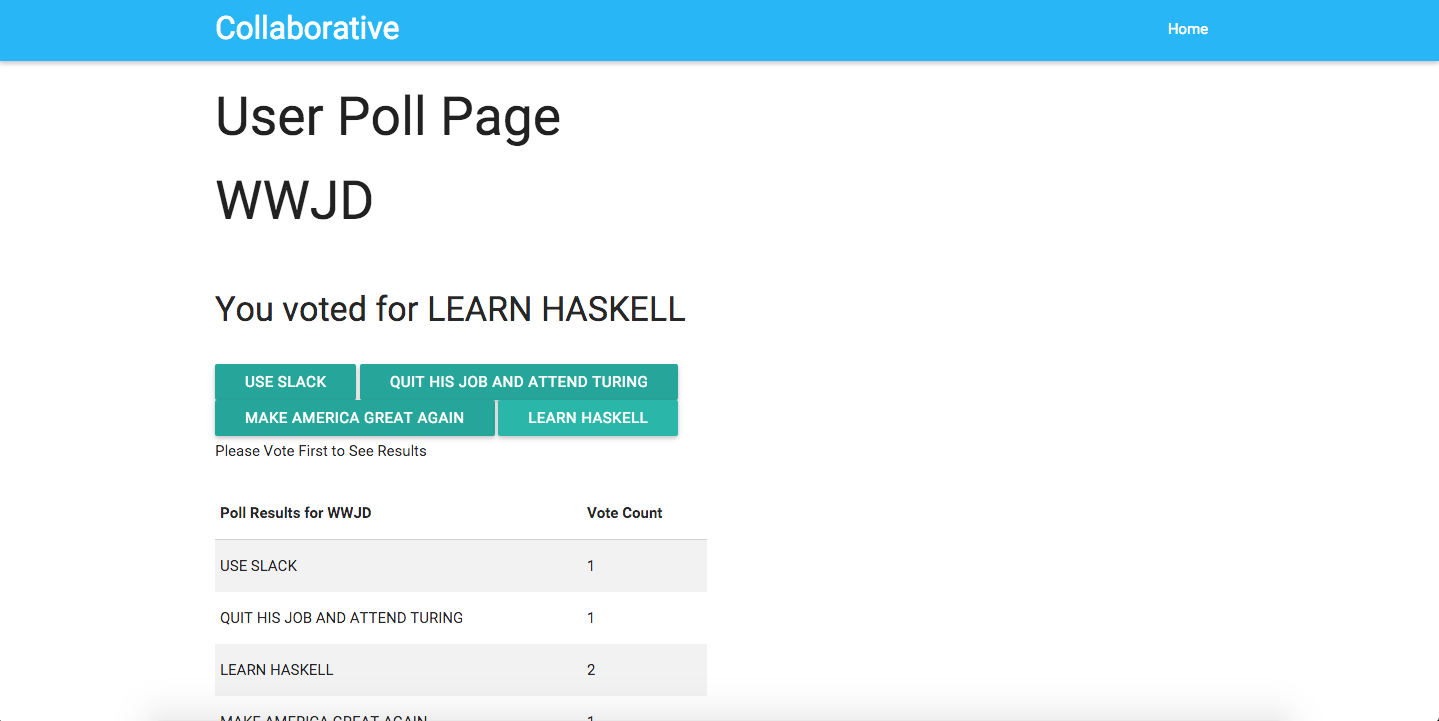 Collaborative Home
User Poll Page
WWJD
You voted for LEARN HASKELL
USE SLACK QUIT HIS JOB AND ATTEND TURING
MAKE AMERICA GREAT AGAIN LEARN HASKELL
Please Vote First to See Results
Poll Results for WWJD Vote Count
USE SLACK 1
QUIT HIS JOB AND ATTEND TURING 1
LEARN HASKELL 2
MAKE AMERICA GREAT AGAIN 1